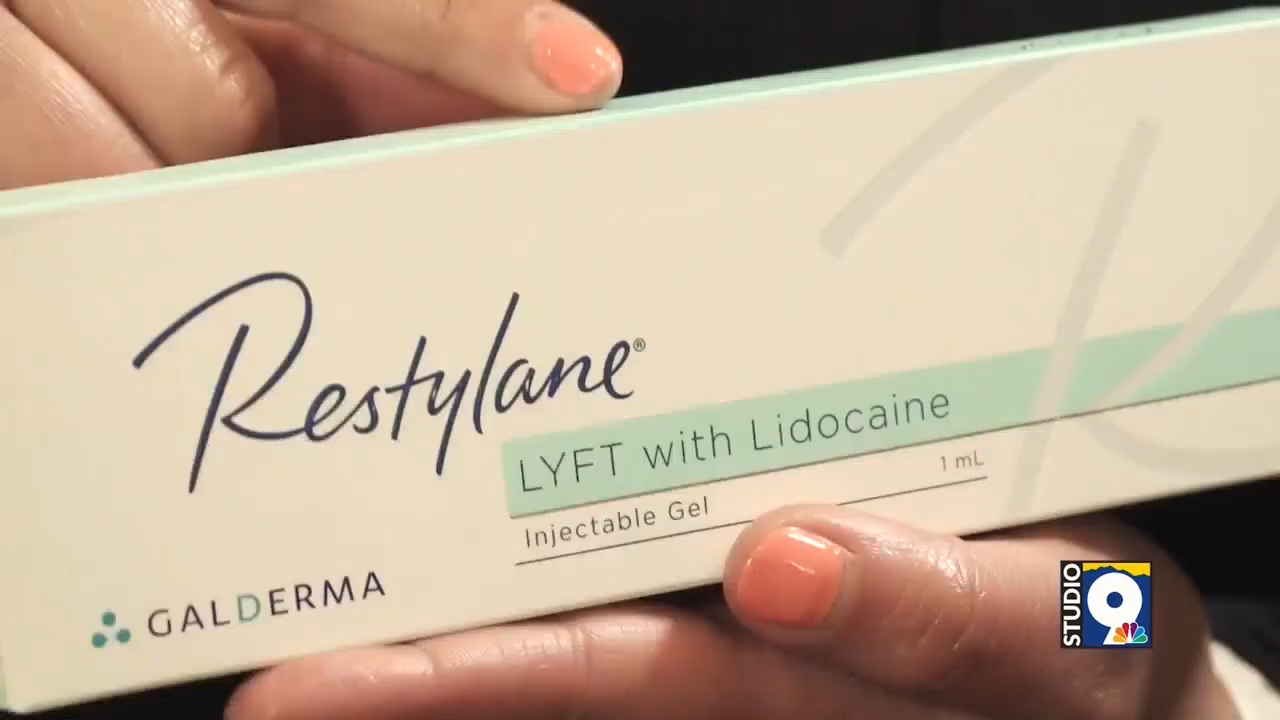 Restylane®
LYFT with Lidocaine
1 mL
Injectable Gel
GALDERMA
STUDIO
9